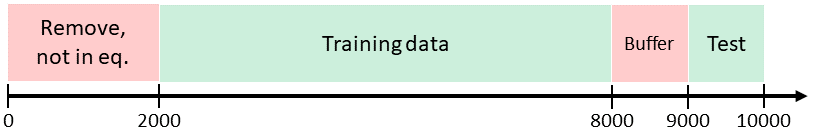 Remove,
not in eq.
Training data
Buffer
Test
0
2000
8000
9000
10000